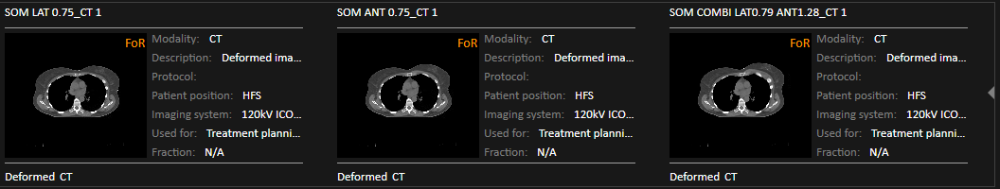 SOM LAT 0.75_CT 1
FoR
Modality: CT
Description: Deformed ima...
Protocol:
Patient position: HFS
Imaging system: 120kV ICO...
Used for: Treatment planni...
Fraction: N/A
Deformed CT
SOM ANT 0.75_CT 1
FoR
Modality: CT
Description: Deformed ima...
Protocol:
Patient position: HFS
Imaging system: 120kV ICO...
Used for: Treatment planni...
Fraction: N/A
Deformed CT
SOM COMBI LAT0.79 ANT1.28_CT 1
FoR
Modality: CT
Description: Deformed ima...
Protocol:
Patient position: HFS
Imaging system: 120kV ICO...
Used for: Treatment planni...
Fraction: N/A
Deformed CT